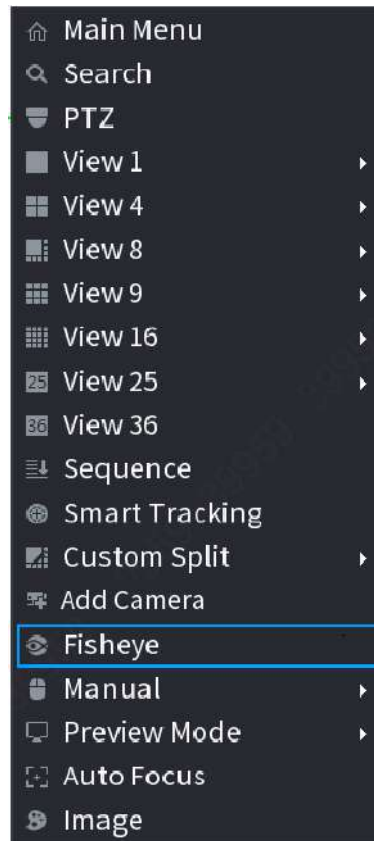 Main Menu
Search
PTZ
View 1
View 4
View 8
View 9
View 16
25 View 25
36 View 36
Sequence
Smart Tracking
Custom Split
Add Camera
Fisheye
Manual
Preview Mode
Auto Focus
Image